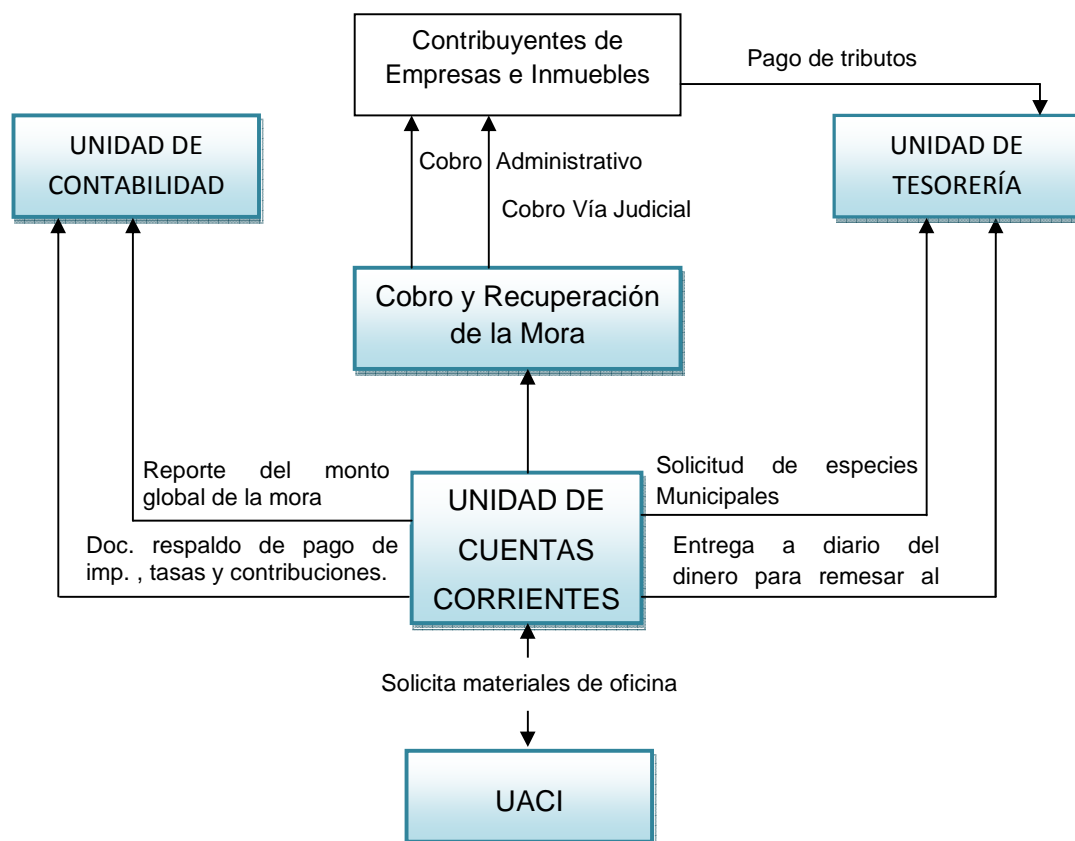 Contribuyentes de
Empresas e Inmuebles
Pago de tributos
UNIDAD DE
CONTABILIDAD
UNIDAD DE
TESORERÍA
Cobro Administrativo
Cobro Vía Judicial
Cobro y Recuperación
de la Mora
Reporte del monto
global de la mora
Solicitud de especies
Municipales
UNIDAD DE
CUENTAS
CORRIENTES
Doc. respaldo de pago de
imp. , tasas y contribuciones.
Entrega a diario del
dinero para remesar al
Solicita materiales de oficina
UACI